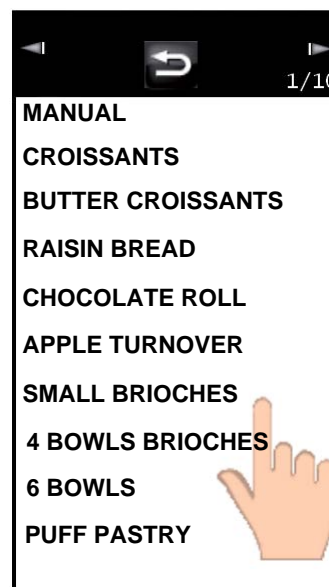 1/10
MANUAL
CROISSANTS
BUTTER CROISSANTS
RAISIN BREAD
CHOCOLATE ROLL
APPLE TURNOVER
SMALL BRIOCHES
4 BOWLS BRIOCHES
6 BOWLS
PUFF PASTRY